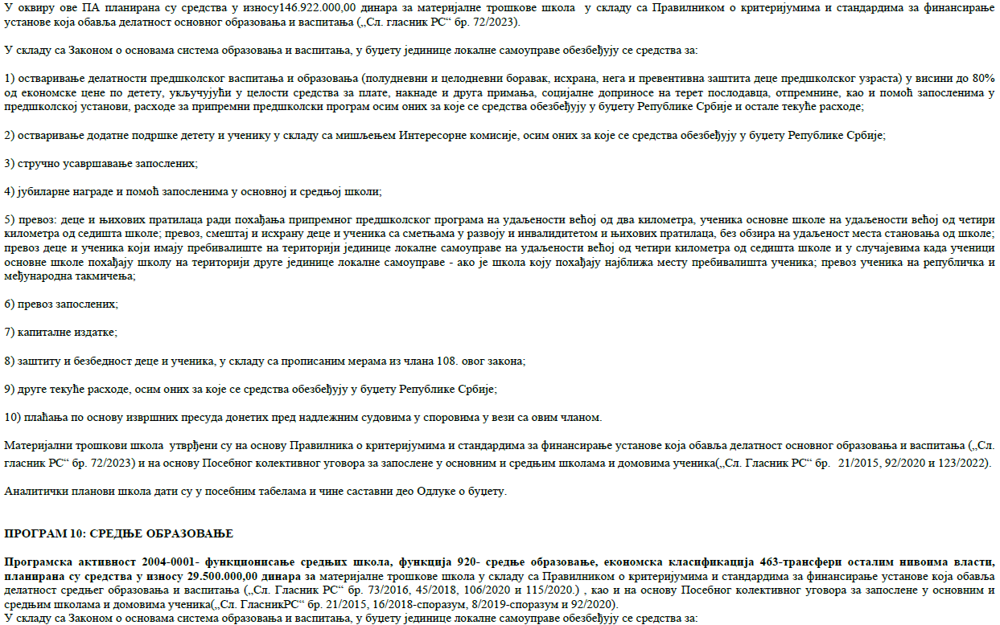 У оквиру ове ПА планирана су средства у износу146.922.000,00 динара за материјалне трошкове школа у складу са Правилником о критеријумима и стандардима за финансирање
установе која обавља делатност основног образовања и васпитања („Сл. гласник РС“ бр. 72/2023).
У складу са Законом о основама система образовања и васпитања, у буџету јединице локалне самоуправе обезбеђују се средства за:
1) остваривање делатности предшколског васпитања и образовања (полудневни и целодневни боравак, исхрана, нега и превентивна заштита деце предшколског узраста) у висини до 80%
од економске цене по детету, укључујући у целости средства за плате, накнаде и друга примања, социјалне доприносе на терет послодавца, отпремнине, као и помоћ запосленима у
предшколској установи, расходе за припремни предшколски програм осим оних за које се средства обезбеђују у буџету Републике Србије и остале текуће расходе;
2) остваривање додатне подршке детету и ученику у складу са мишљењем Интересорне комисије, осим оних за које се средства обезбеђују у буџету Републике Србије;
3) стручно усавршавање запослених;
4) јубиларне награде и помоћ запосленима у основној и средњој школи;
5) превоз: деце и њихових пратилаца ради похађања припремног предшколског програма на удаљености већој од два километра, ученика основне школе на удаљености већој од четири
километра од седишта школе; превоз, смештај и исхрану деце и ученика са сметњама у развоју и инвалидитетом и њихових пратилаца, без обзира на удаљеност места становања од школе;
превоз деце и ученика који имају пребивалиште на територији јединице локалне самоуправе на удаљености већој од четири километра од седишта школе и у случајевима када ученици
основне школе похађају школу на територији друге јединице локалне самоуправе - ако је школа коју похађају најближа месту пребивалишта ученика; превоз ученика на републичка и
међународна такмичења;
6) превоз запослених;
7) капиталне издатке;
8) заштиту и безбедност деце и ученика, у складу са прописаним мерама из члана 108. овог закона;
9) друге текуће расходе, осим оних за које се средства обезбеђују у буџету Републике Србије;
10) плаћања по основу извршних пресуда донетих пред надлежним судовима у споровима у вези са овим чланом.
Материјални трошкови школа утврђени су на основу Правилника о критеријумима и стандардима за финансирање установе која обавља делатност основног образовања и васпитања („Сл.
гласник РС“ бр. 72/2023) и на основу Посебног колективног уговора за запослене у основним и средњим школама и домовима ученика(„Сл. Гласник РС“ бр. 21/2015, 92/2020 и 123/2022).
Аналитички планови школа дати су у посебним табелама и чине саставни део Одлуке о буџету.
ПРОГРАМ 10: СРЕДЊЕ ОБРАЗОВАЊЕ
Програмска активност 2004-0001- функционисање средњих школа, функција 920- средње образовање, економска класификација 463-трансфери осталим нивоима власти,
планирана су средства у износу 29.500.000,00 динара за материјалне трошкове школа у складу са Правилником о критеријумима и стандардима за финансирање установе која обавља
делатност средњег образовања и васпитања („Сл. Гласник РС“ бр. 73/2016, 45/2018, 106/2020 и 115/2020.) , као и на основу Посебног колективног уговора за запослене у основним и
средњим школама и домовима ученика(„Сл. ГласникРС“ бр. 21/2015, 16/2018-споразум, 8/2019-споразум и 92/2020).
У складу са Законом о основама система образовања и васпитања, у буџету јединице локалне самоуправе обезбеђују се средства за: